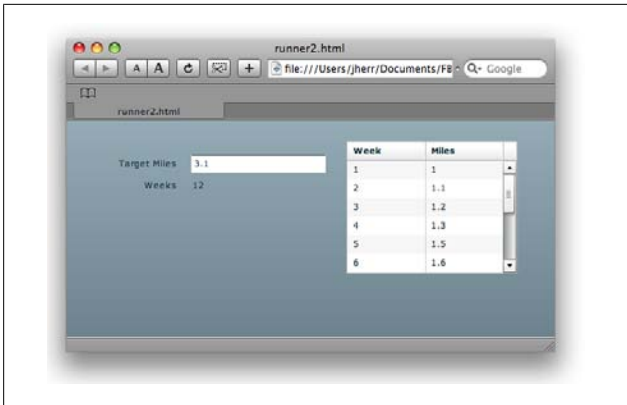 runner2.html
A A
file:///Users/jherr/Documents/FE
Google
runner2.html
Target Miles 3.1
Weeks 12
Week Miles
1 1
2 1.1
3 1.2
4 1.3
5 1.5
6 1.6